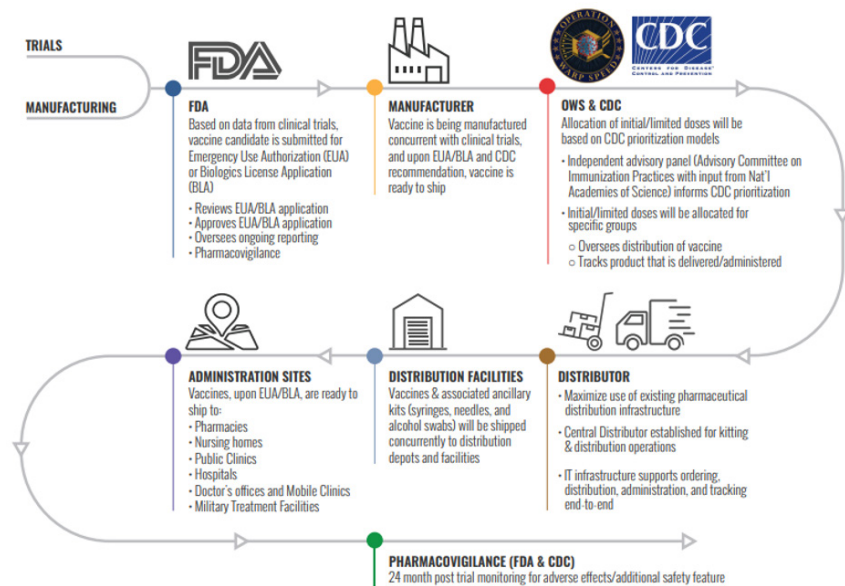 TRIALS
MANUFACTURING
FDA
FDA
Based on data from clinical trials,
vaccine candidate is submitted for
Emergency Use Authorization (EUA)
or Biologics License Application
(BLA)
• Reviews EUA/BLA application
• Approves EUA/BLA application
• Oversees ongoing reporting
• Pharmacovigilance
MANUFACTURER
Vaccine is being manufactured
concurrent with clinical trials,
and upon EUA/BLA and CDC
recommendation, vaccine is
ready to ship
OPERATION
WARP SPEED
CDC
CENTERS FOR DISEASE
CONTROL AND PREVENTION
OWS & CDC
Allocation of initial/limited doses will be
based on CDC prioritization models
• Independent advisory panel (Advisory Committee on
Immunization Practices with input from Nat'l
Academies of Science) informs CDC prioritization
• Initial/limited doses will be allocated for
specific groups
○ Oversees distribution of vaccine
○ Tracks product that is delivered/administered
ADMINISTRATION SITES
Vaccines, upon EUA/BLA, are ready to
ship to:
• Pharmacies
• Nursing homes
• Public Clinics
• Hospitals
• Doctor's offices and Mobile Clinics
• Military Treatment Facilities
DISTRIBUTION FACILITIES
Vaccines & associated ancillary
kits (syringes, needles, and
alcohol swabs) will be shipped
concurrently to distribution
depots and facilities
DISTRIBUTOR
• Maximize use of existing pharmaceutical
distribution infrastructure
• Central Distributor established for kitting
& distribution operations
• IT infrastructure supports ordering,
distribution, administration, and tracking
end-to-end
PHARMACOVIGILANCE (FDA & CDC)
24 month post trial monitoring for adverse effects/additional safety feature